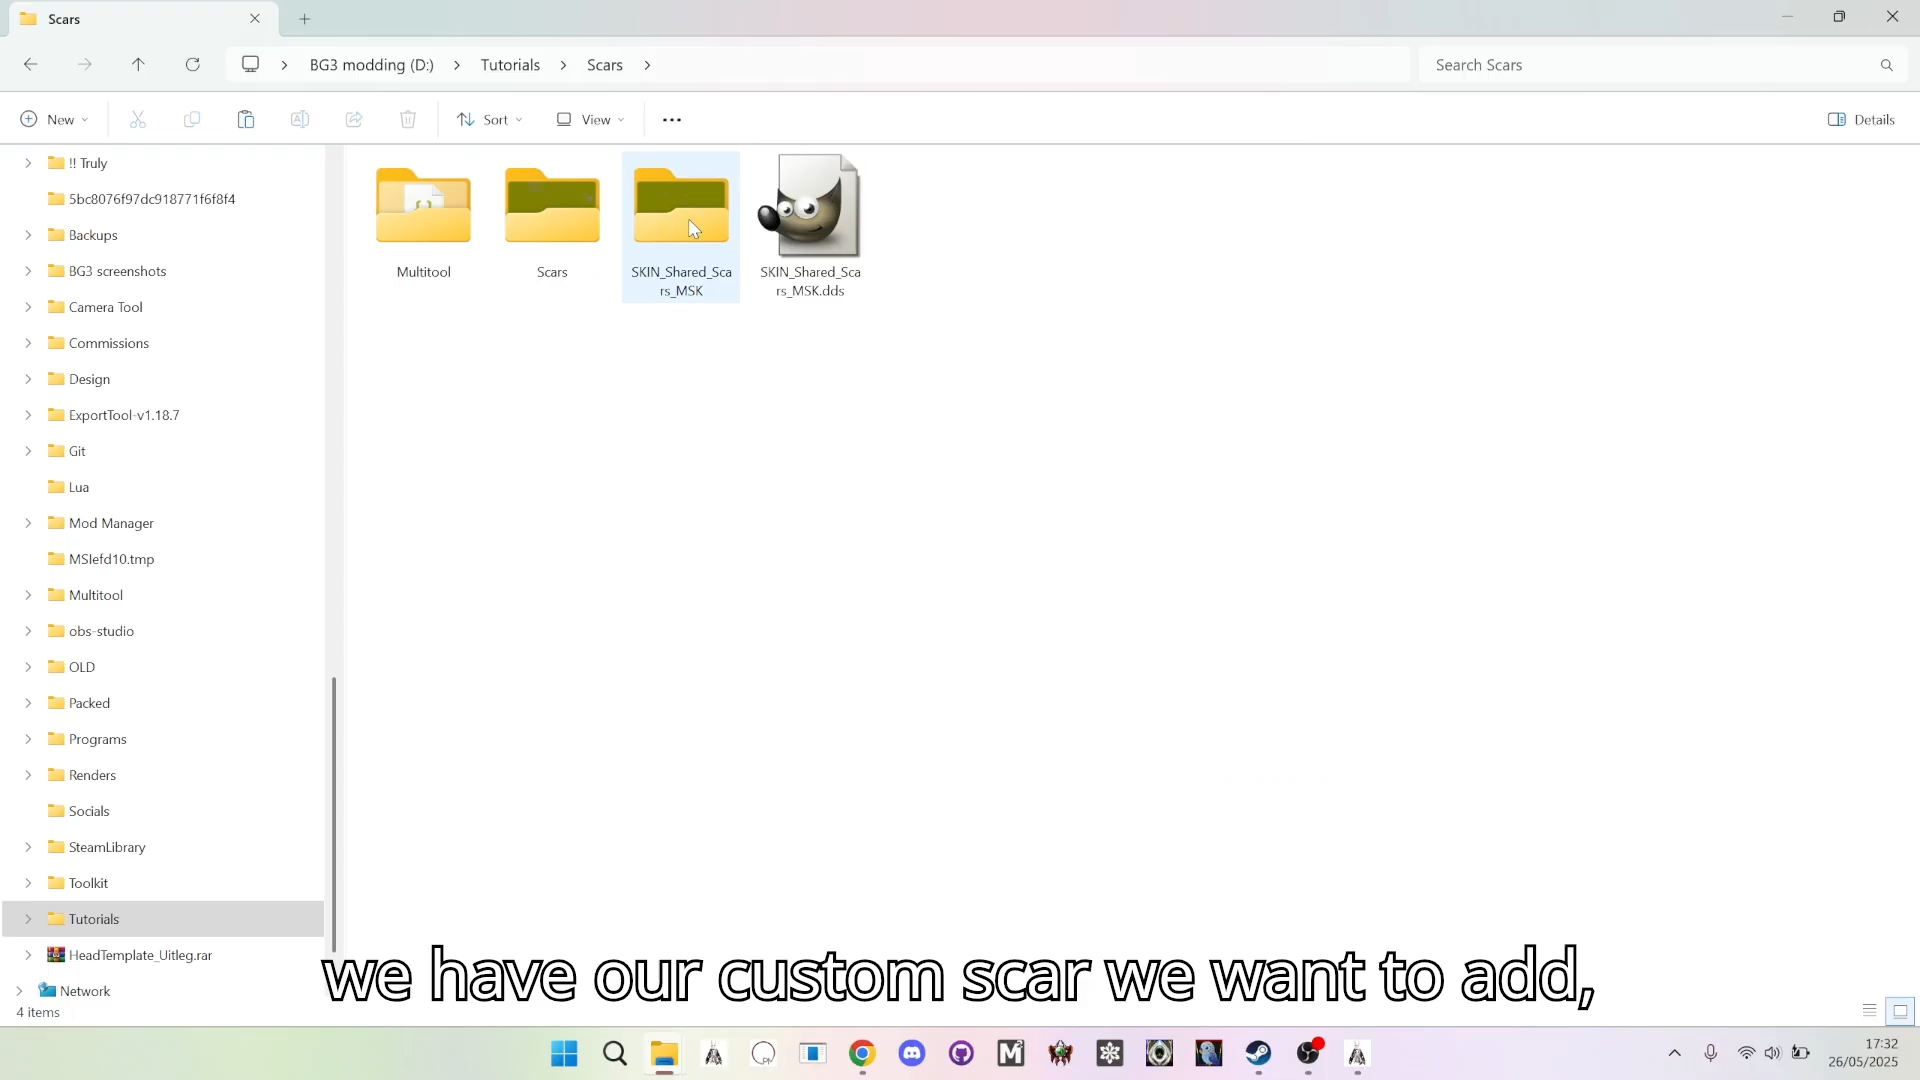 Scars
BG3 modding (D:)
Tutorials
Scars
Search Scars
New
Sort
View
Details
!! Truly
5bc8076f97dc918771f6f8f4
Backups
BG3 screenshots
Camera Tool
Commissions
Design
ExportTool-v1.18.7
Git
Lua
Mod Manager
MSIefd10.tmp
Multitool
obs-studio
OLD
Packed
Programs
Renders
Socials
SteamLibrary
Toolkit
Tutorials
HeadTemplate_Uitleg.rar
Network
4 items
Multitool
Scars
SKIN_Shared_Sca
rs_MSK
SKIN_Shared_Sca
rs_MSK.dds
we have our custom scar we want to add,
17:32
26/05/2025